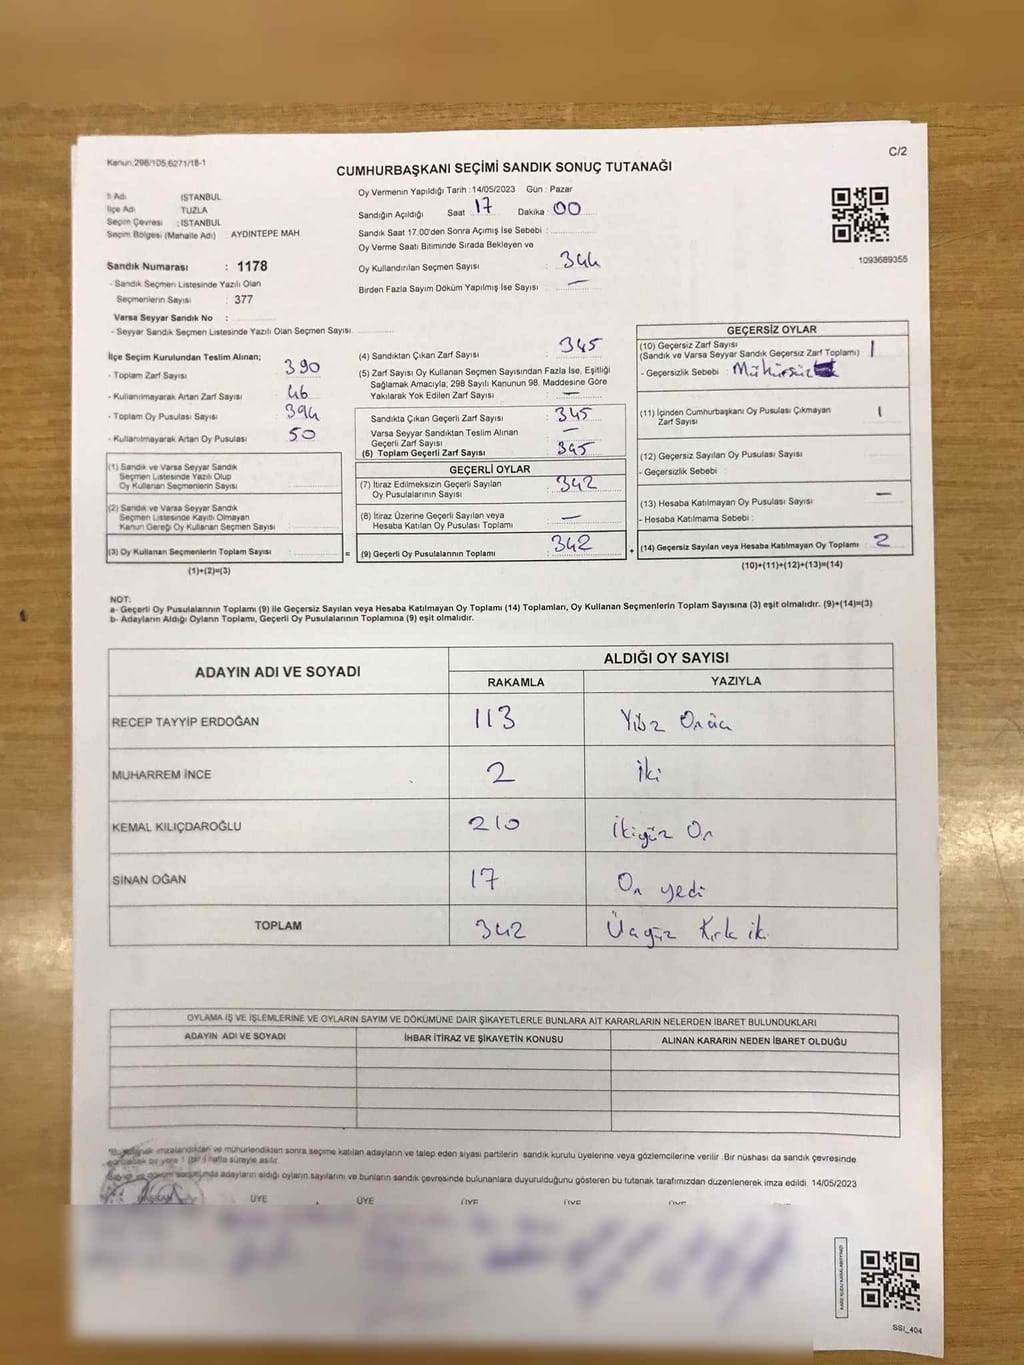 Kanun.298/105.6271/18-1
C/2
CUMHURBAŞKANI SEÇİMİ SANDIK SONUÇ TUTANAĞI
İl Adı : İSTANBUL
İlçe Adı : TUZLA
Seçim Çevresi : İSTANBUL
Seçim Bölgesi (Mahalle Adı) : AYDINTEPE MAH.
Sandık Numarası : 1178
- Sandık Seçmen Listesinde Yazılı Olan
Seçmenlerin Sayısı : 377
Varsa Seyyar Sandık No :
- Seyyar Sandık Seçmen Listesinde Yazılı Olan Seçmen Sayısı
Oy Vermenin Yapıldığı Tarih : 14/05/2023 Gün : Pazar
Sandığın Açıldığı Saat 17 Dakika 00
Sandık Saat 17.00'den Sonra Açımış İse Sebebi :
Oy Verme Saati Bitiminde Sırada Bekleyen ve
Oy Kullandırılan Seçmen Sayısı : 344
Birden Fazla Sayım Döküm Yapılmış İse Sayısı : —
1093689355
İlçe Seçim Kurulundan Teslim Alınan;
- Toplam Zarf Sayısı : 390
- Kullanılmayarak Artan Zarf Sayısı : 46
- Toplam Oy Pusulası Sayısı : 394
- Kullanılmayarak Artan Oy Pusulası : 50
(1) Sandık ve Varsa Seyyar Sandık
Seçmen Listesinde Yazılı Olup
Oy Kullanan Seçmenlerin Sayısı :
(2) Sandık ve Varsa Seyyar Sandık
Seçmen Listesinde Kayıtlı Olmayan
Kanun Gereği Oy Kullanan Seçmen Sayısı :
(3) Oy Kullanan Seçmenlerin Toplam Sayısı :
(1)+(2)=(3)
(4) Sandıktan Çıkan Zarf Sayısı : 345
(5) Zarf Sayısı Oy Kullanan Seçmen Sayısından Fazla İse, Eşitliği
Sağlamak Amacıyla; 298 Sayılı Kanunun 98. Maddesine Göre
Yakılarak Yok Edilen Zarf Sayısı : —
Sandıkta Çıkan Geçerli Zarf Sayısı : 345
Varsa Seyyar Sandıktan Teslim Alınan
Geçerli Zarf Sayısı : —
(6) Toplam Geçerli Zarf Sayısı : 345
GEÇERLİ OYLAR
(7) İtiraz Edilmeksizin Geçerli Sayılan
Oy Pusulalarının Sayısı : 342
(8) İtiraz Üzerine Geçerli Sayılan veya
Hesaba Katılan Oy Pusulası Toplamı : —
= (9) Geçerli Oy Pusulalarının Toplamı : 342
GEÇERSİZ OYLAR
(10) Geçersiz Zarf Sayısı
(Sandık ve Varsa Seyyar Sandık Geçersiz Zarf Toplamı) 1
- Geçersizlik Sebebi : Mühürsüz
(11) İçinden Cumhurbaşkanı Oy Pusulası Çıkmayan
Zarf Sayısı 1
(12) Geçersiz Sayılan Oy Pusulası Sayısı :
- Geçersizlik Sebebi :
(13) Hesaba Katılmayan Oy Pusulası Sayısı : —
- Hesaba Katılmama Sebebi :
+ (14) Geçersiz Sayılan veya Hesaba Katılmayan Oy Toplamı : 2
(10)+(11)+(12)+(13)=(14)
NOT:
a- Geçerli Oy Pusulalarının Toplamı (9) ile Geçersiz Sayılan veya Hesaba Katılmayan Oy Toplamı (14) Toplamları, Oy Kullanan Seçmenlerin Toplam Sayısına (3) eşit olmalıdır. (9)+(14)=(3)
b- Adayların Aldığı Oyların Toplamı, Geçerli Oy Pusulalarının Toplamına (9) eşit olmalıdır.
ADAYIN ADI VE SOYADI ALDIĞI OY SAYISI
RAKAMLA YAZIYLA
RECEP TAYYİP ERDOĞAN 113 Yüz Onüç
MUHARREM İNCE 2 İki
KEMAL KILIÇDAROĞLU 210 İkiyüz On
SİNAN OĞAN 17 On yedi
TOPLAM 342 Üçyüz Kırk iki
OYLAMA İŞ VE İŞLEMLERİNE VE OYLARIN SAYIM VE DÖKÜMÜNE DAİR ŞİKAYETLERLE BUNLARA AİT KARARLARIN NELERDEN İBARET BULUNDUKLARI
ADAYIN ADI VE SOYADI İHBAR İTİRAZ VE ŞİKAYETİN KONUSU ALINAN KARARIN NEDEN İBARET OLDUĞU
imzalandıktan ve mühürlendikten sonra seçime katılan adayların ve talep eden siyasi partilerin sandık kurulu üyelerine veya gözlemcilerine verilir. Bir nüshası da sandık çevresinde
bir yere 1 (bir) hafta süreyle asılır.
adayların aldığı oyların sayılarını ve bunların sandık çevresinde bulunanlara duyurulduğunu gösteren bu tutanak tarafımızdan düzenlenerek imza edildi. 14/05/2023
ÜYE ÜYE ÜYE ÜYE ÜYE
SSI_404